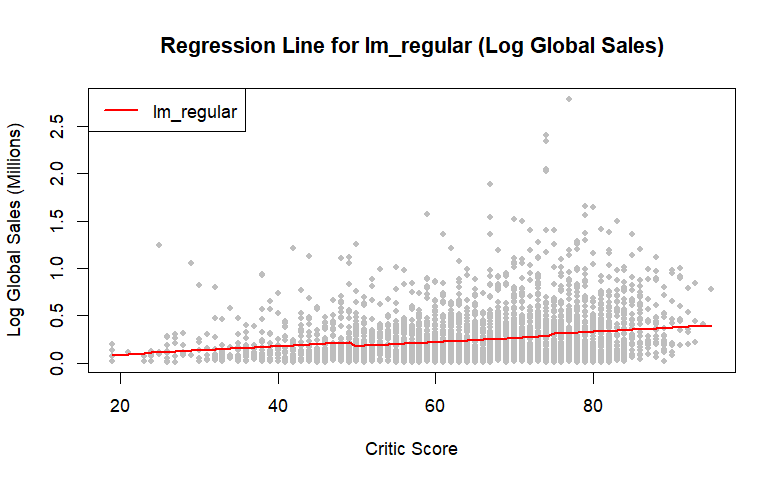 Regression Line for lm_regular (Log Global Sales)
lm_regular
Log Global Sales (Millions)
2.5
2.0
1.5
1.0
0.5
0.0
20 40 60 80
Critic Score